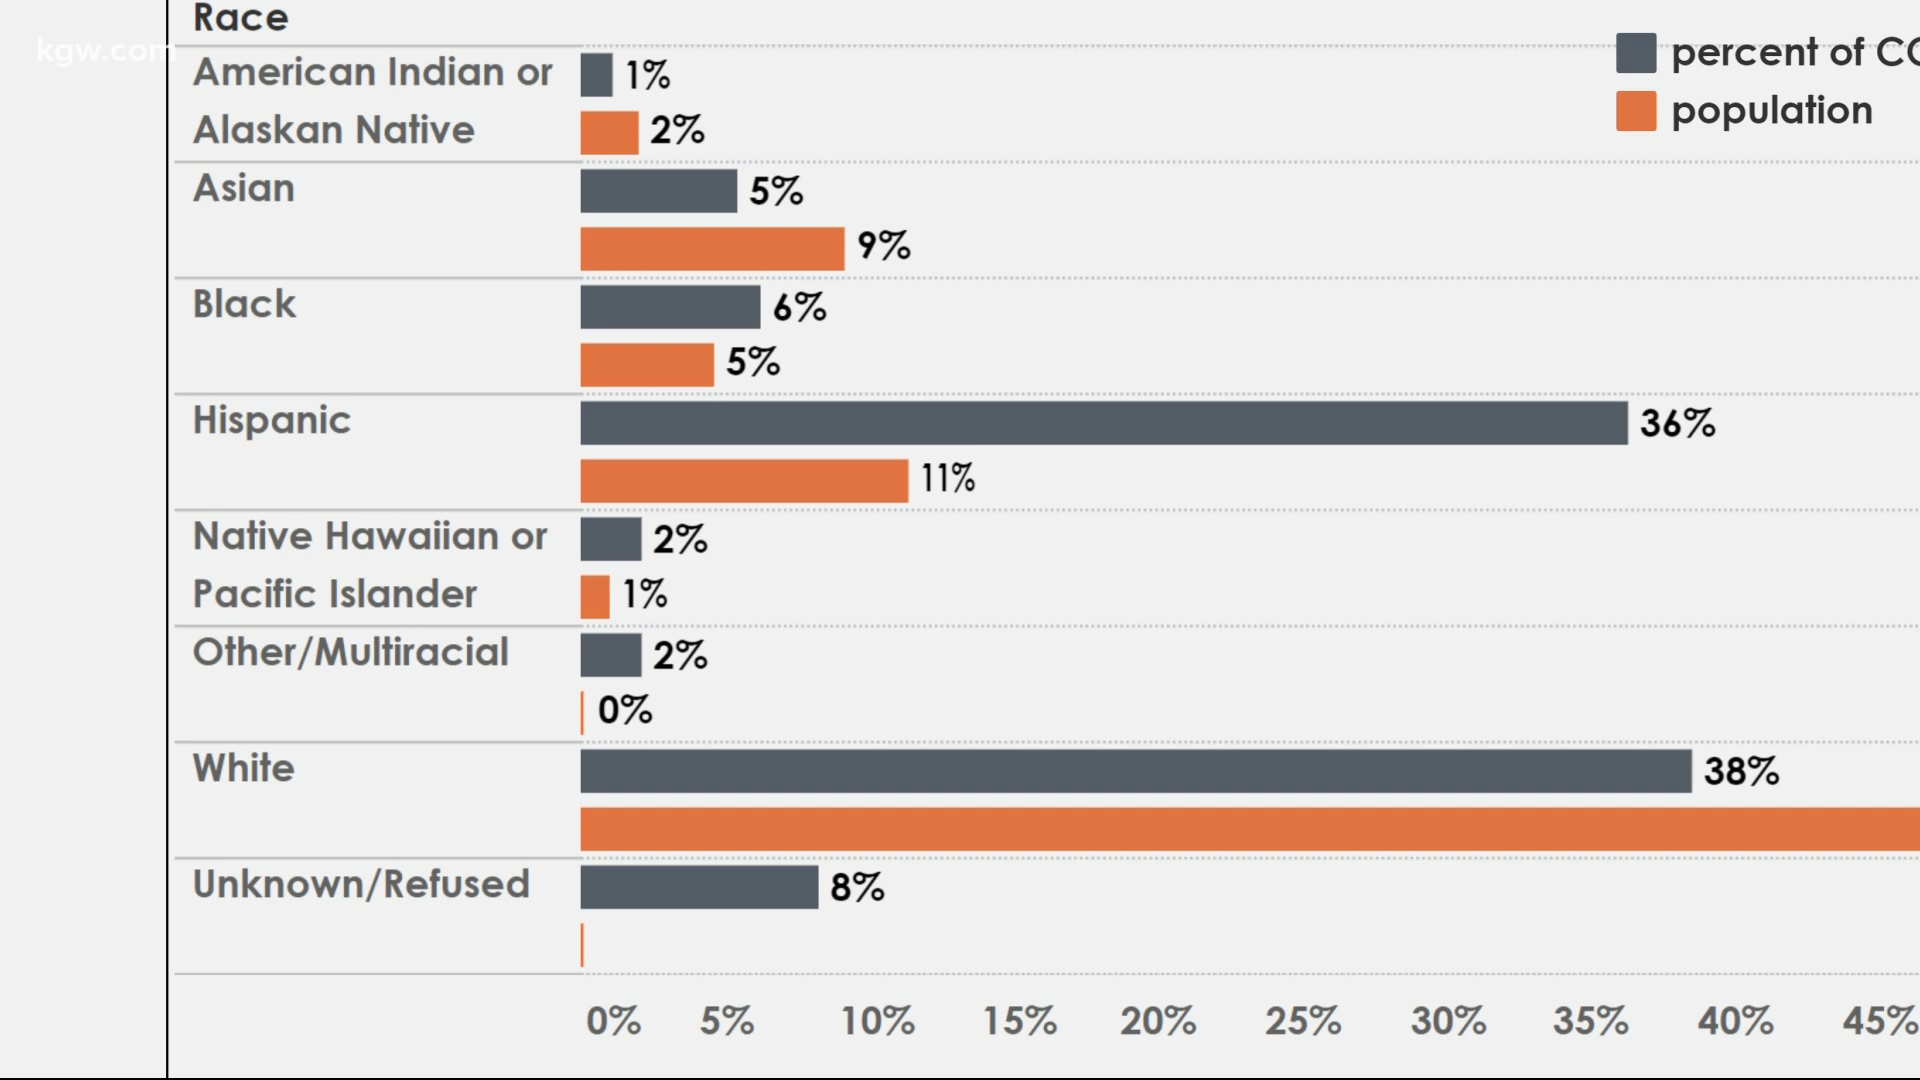 kgw.com
Race
percent of CO
population
American Indian or
Alaskan Native
1%
2%
Asian
5%
9%
Black
6%
5%
Hispanic
36%
11%
Native Hawaiian or
Pacific Islander
2%
1%
Other/Multiracial
2%
0%
White
38%
Unknown/Refused
8%
0% 5% 10% 15% 20% 25% 30% 35% 40% 45%